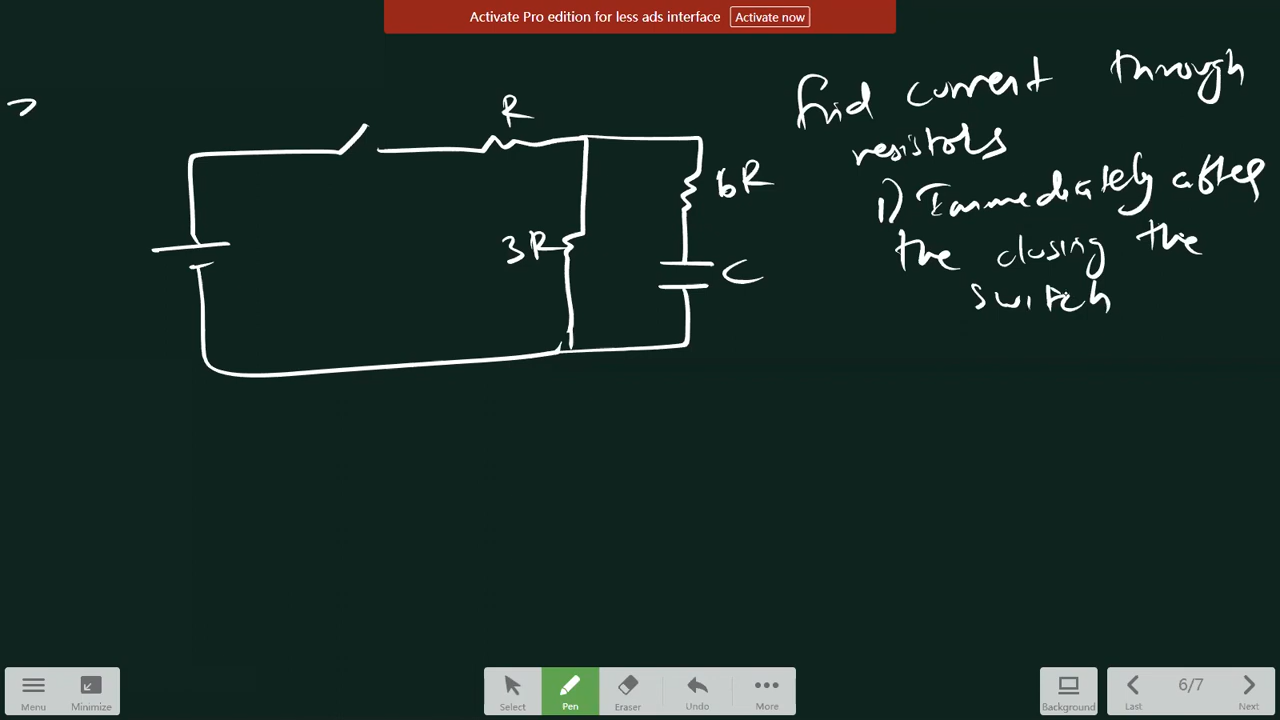 Activate Pro edition for less ads interface Activate now
find current through
resistors
1) Immediately after
the closing the
switch
R
6R
3R
C
Menu Minimize Select Pen Eraser Undo More Background Last 6/7 Next